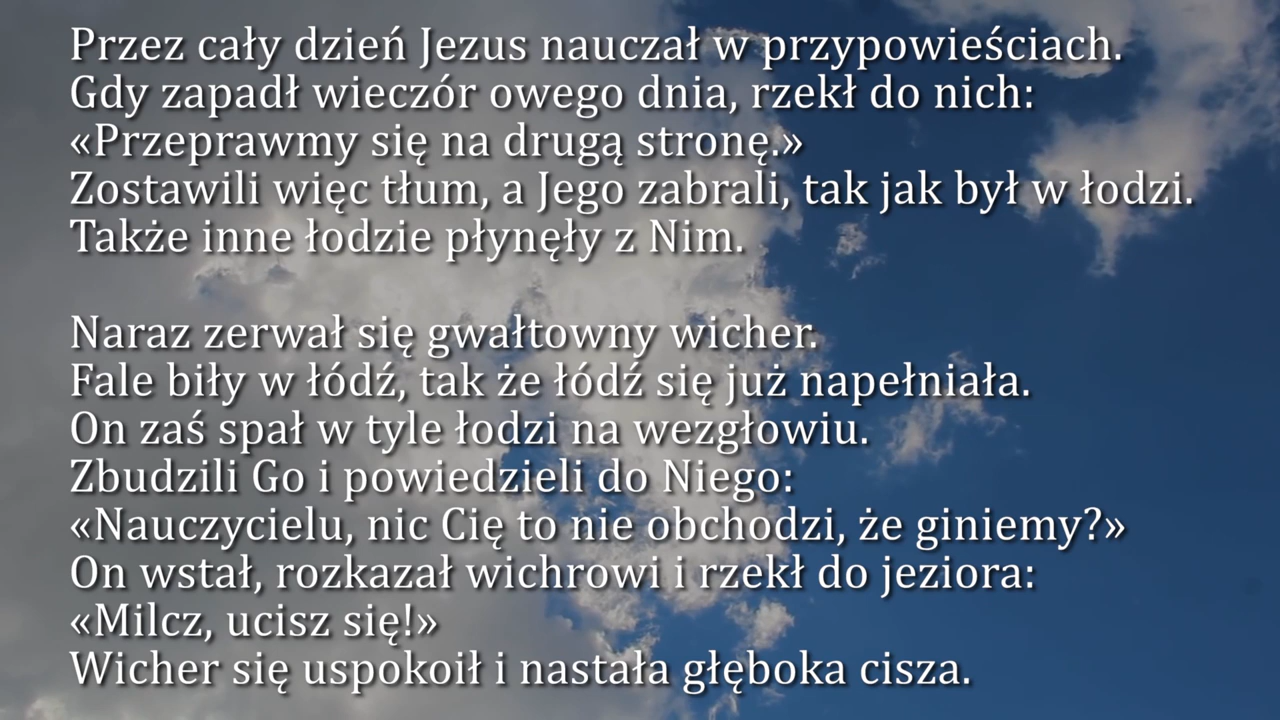 Przez cały dzień Jezus nauczał w przypowieściach.
Gdy zapadł wieczór owego dnia, rzekł do nich:
«Przeprawmy się na drugą stronę.»
Zostawili więc tłum, a Jego zabrali, tak jak był w łodzi.
Także inne łodzie płynęły z Nim.

Naraz zerwał się gwałtowny wicher.
Fale biły w łódź, tak że łódź się już napełniała.
On zaś spał w tyle łodzi na wezgłowiu.
Zbudzili Go i powiedzieli do Niego:
«Nauczycielu, nic Cię to nie obchodzi, że giniemy?»
On wstał, rozkazał wichrowi i rzekł do jeziora:
«Milcz, ucisz się!»
Wicher się uspokoił i nastała głęboka cisza.